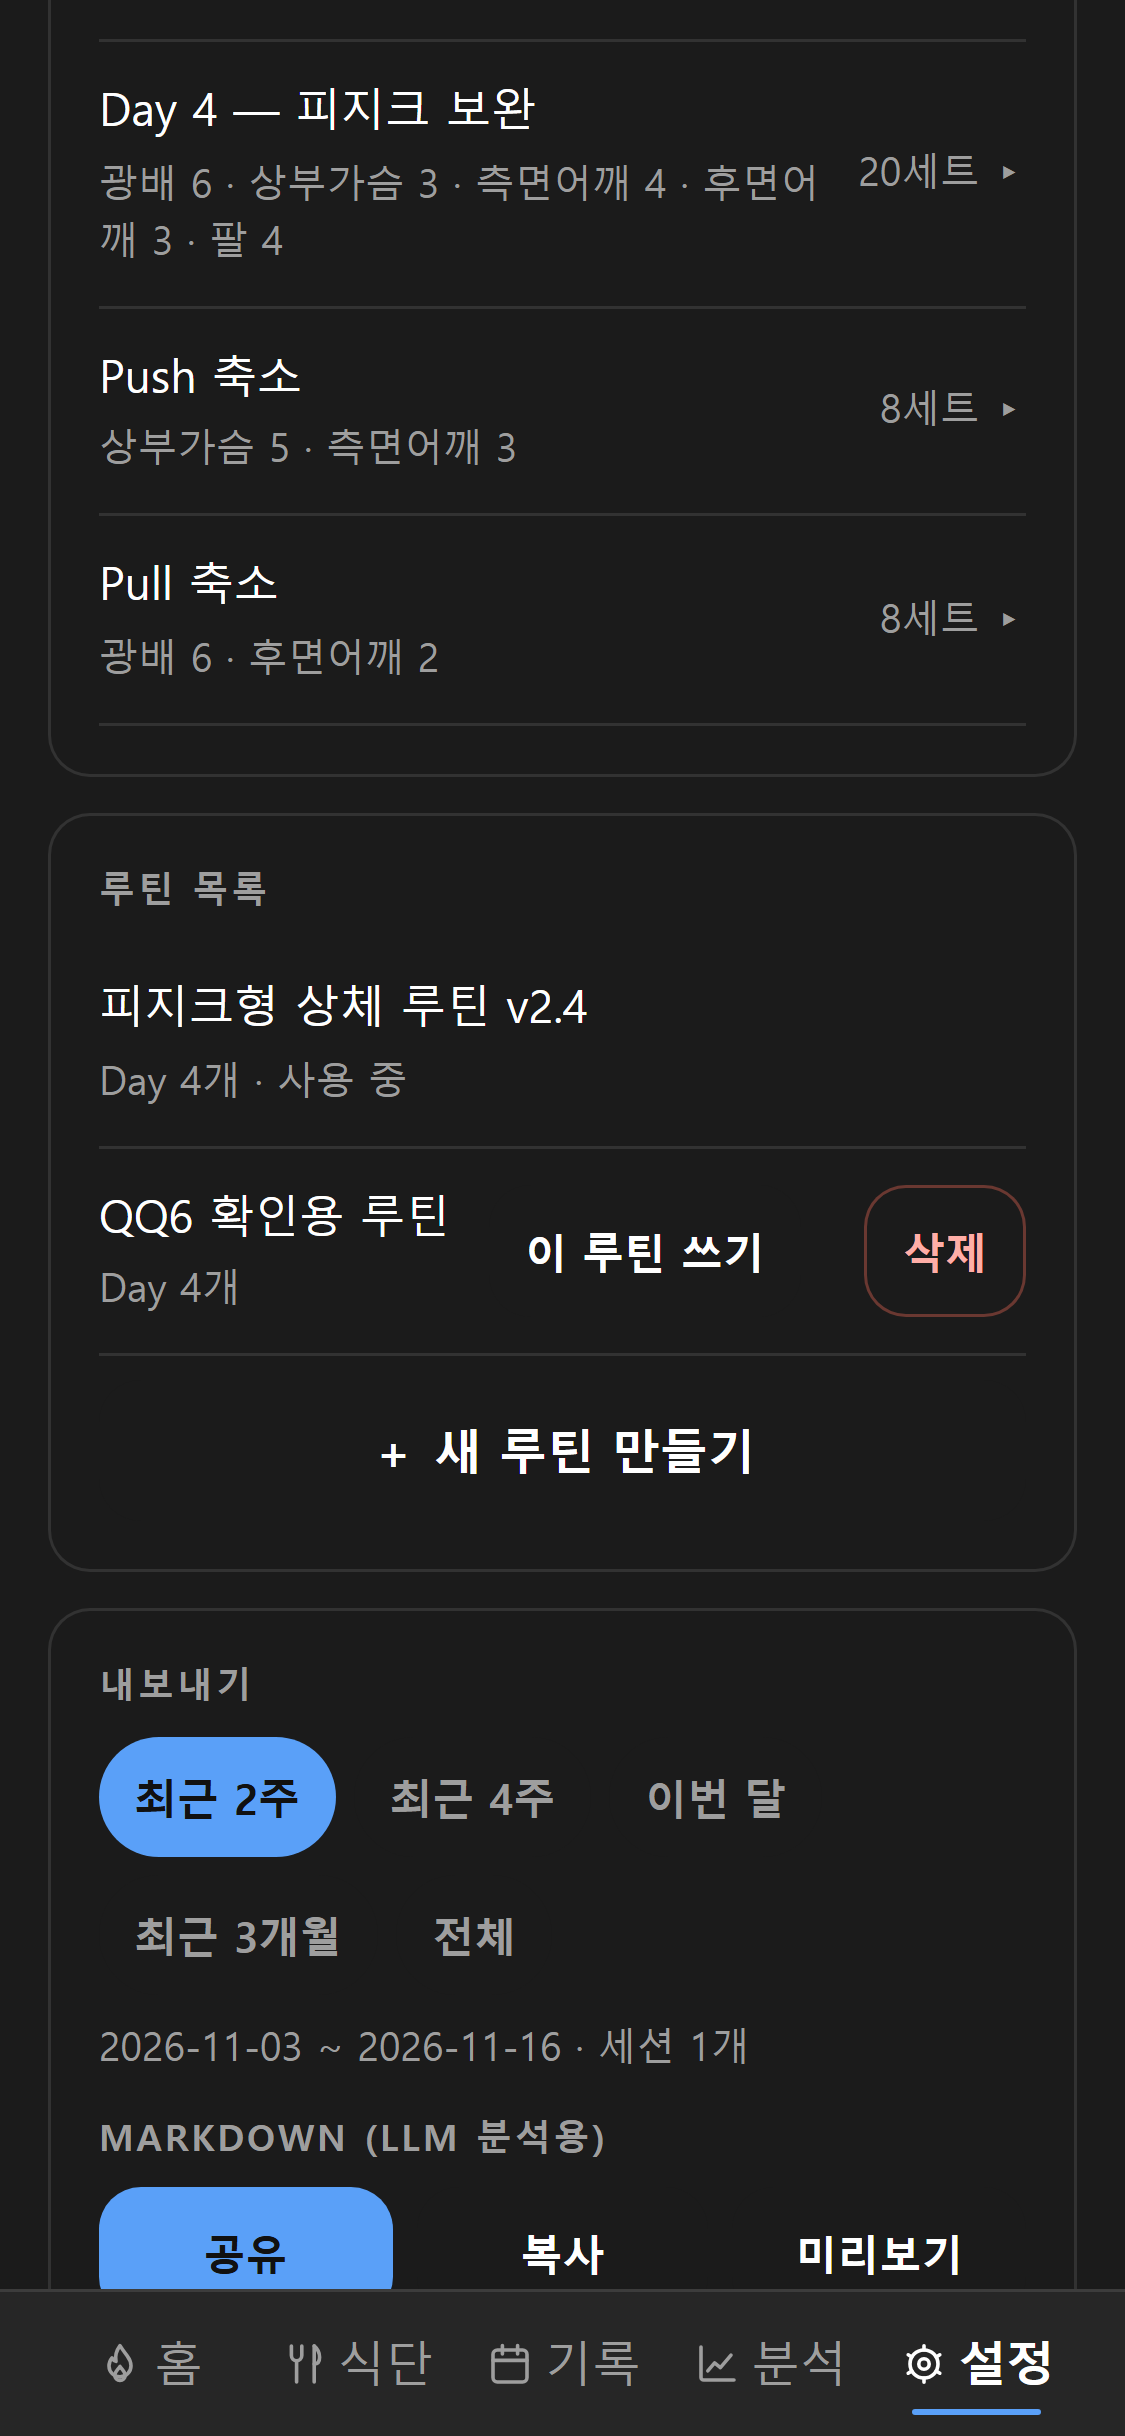 Day 4 — 피지크 보완
광배 6 · 상부가슴 3 · 측면어깨 4 · 후면어
깨 3 · 팔 4
20세트 ▸
Push 축소
상부가슴 5 · 측면어깨 3
8세트 ▸
Pull 축소
광배 6 · 후면어깨 2
8세트 ▸
루틴 목록
피지크형 상체 루틴 v2.4
Day 4개 · 사용 중
QQ6 확인용 루틴
Day 4개
이 루틴 쓰기
삭제
+ 새 루틴 만들기
내보내기
최근 2주 최근 4주 이번 달
최근 3개월 전체
2026-11-03 ~ 2026-11-16 · 세션 1개
MARKDOWN (LLM 분석용)
공유 복사 미리보기
홈 식단 기록 분석 설정